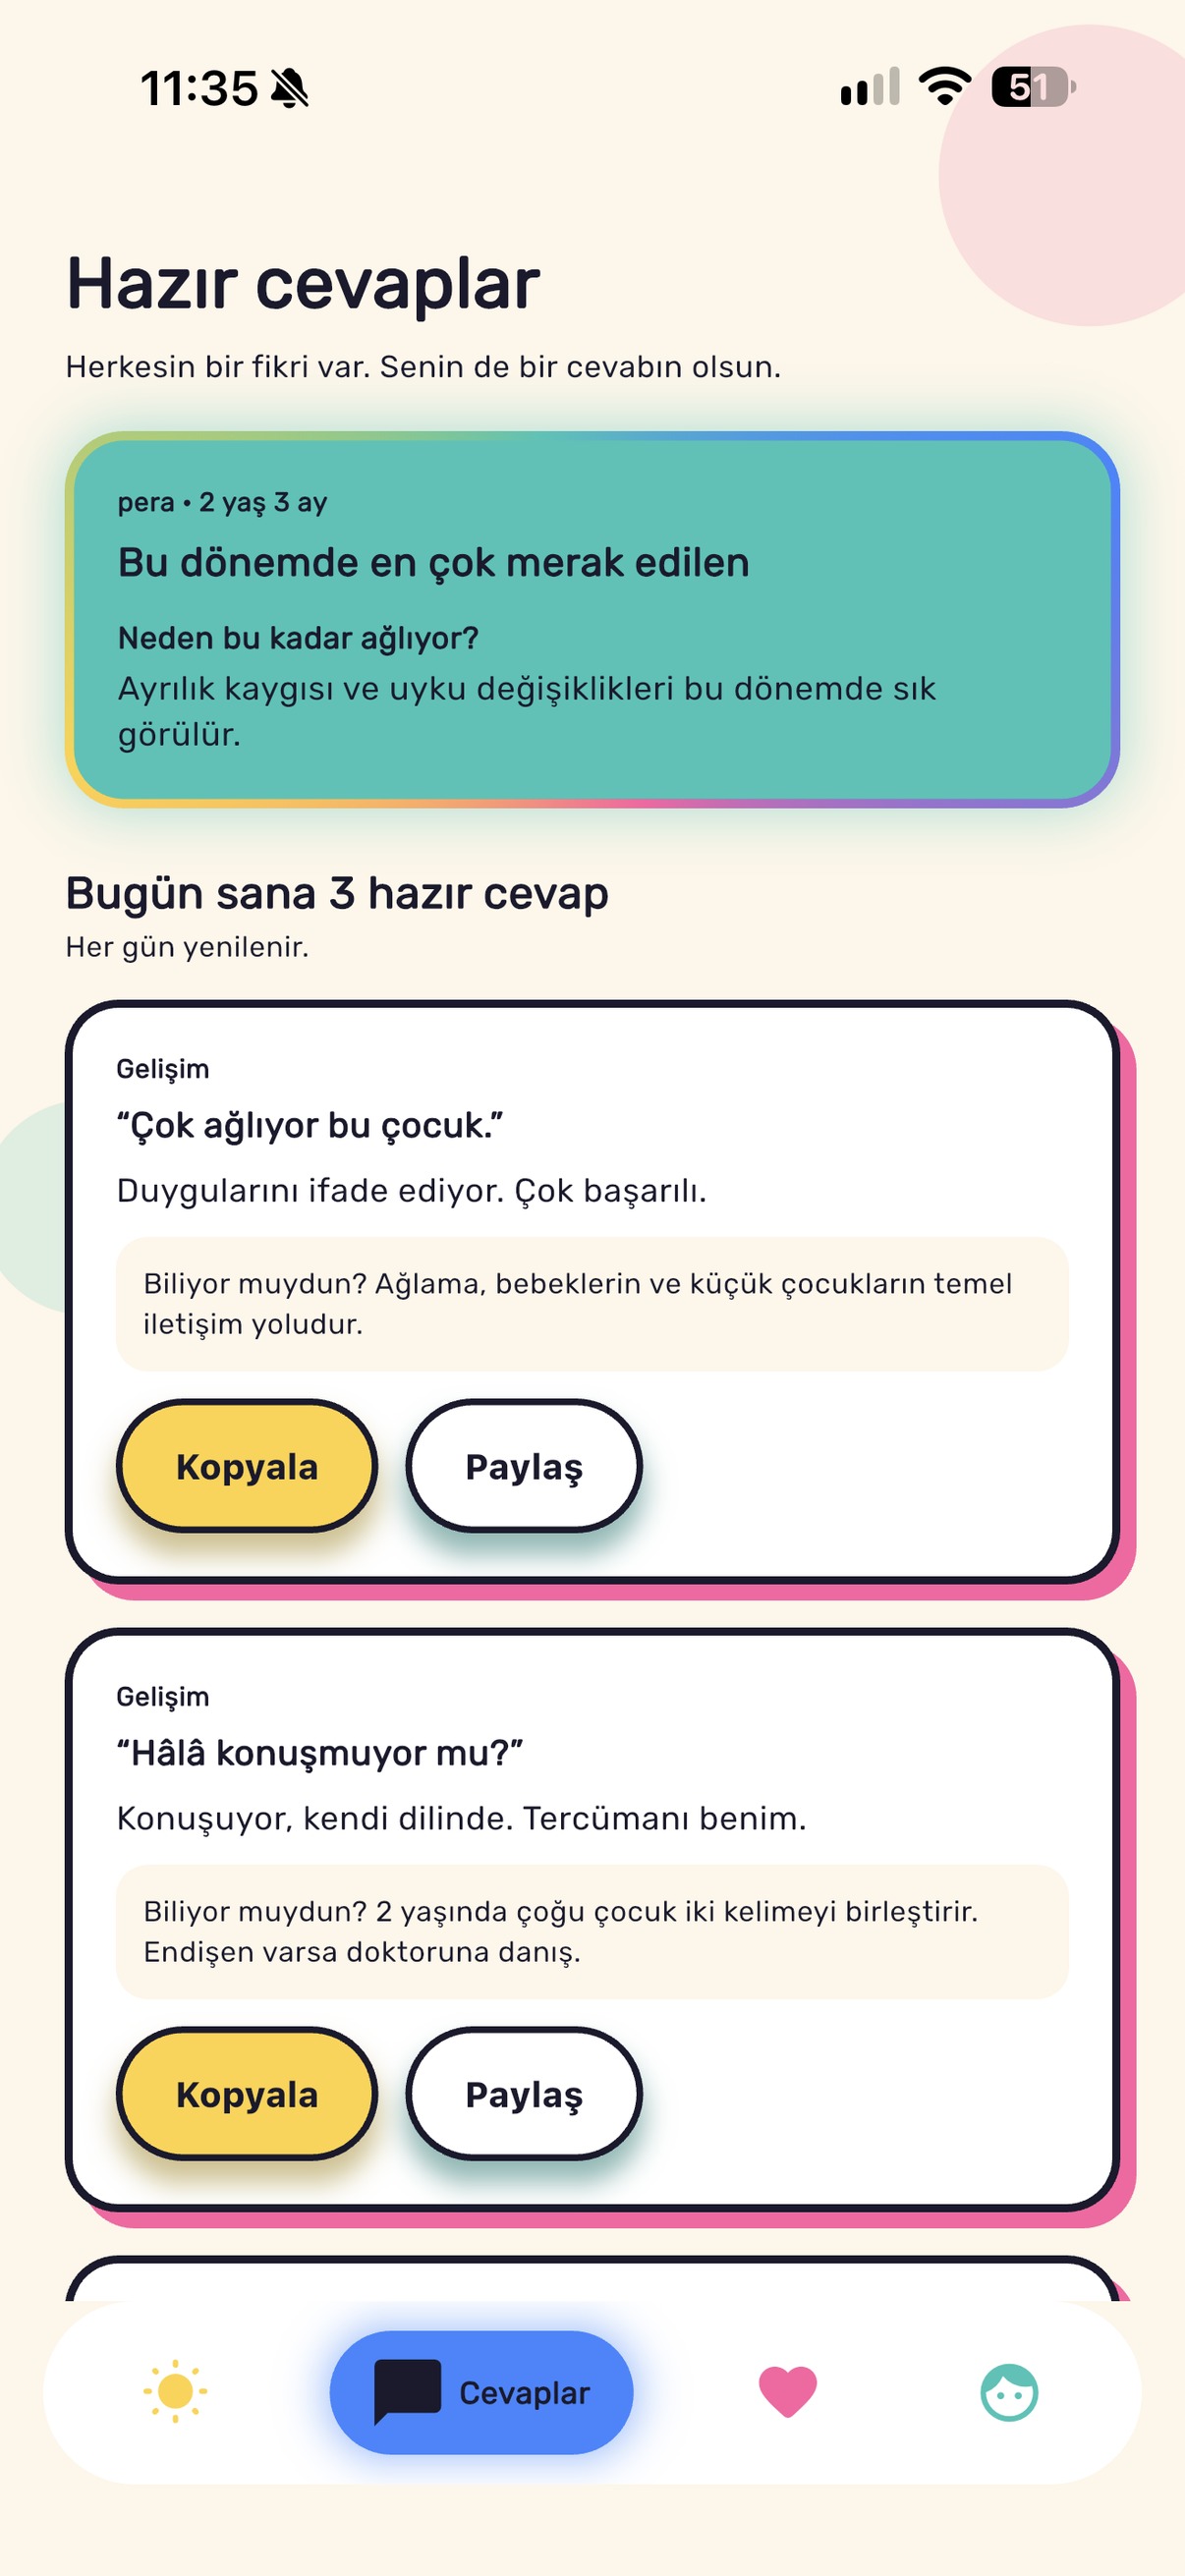 11:35
51
Hazır cevaplar
Herkesin bir fikri var. Senin de bir cevabın olsun.
pera • 2 yaş 3 ay
Bu dönemde en çok merak edilen
Neden bu kadar ağlıyor?
Ayrılık kaygısı ve uyku değişiklikleri bu dönemde sık
görülür.
Bugün sana 3 hazır cevap
Her gün yenilenir.
Gelişim
“Çok ağlıyor bu çocuk.”
Duygularını ifade ediyor. Çok başarılı.
Biliyor muydun? Ağlama, bebeklerin ve küçük çocukların temel
iletişim yoludur.
Kopyala Paylaş
Gelişim
“Hâlâ konuşmuyor mu?”
Konuşuyor, kendi dilinde. Tercümanı benim.
Biliyor muydun? 2 yaşında çoğu çocuk iki kelimeyi birleştirir.
Endişen varsa doktoruna danış.
Kopyala Paylaş
Cevaplar